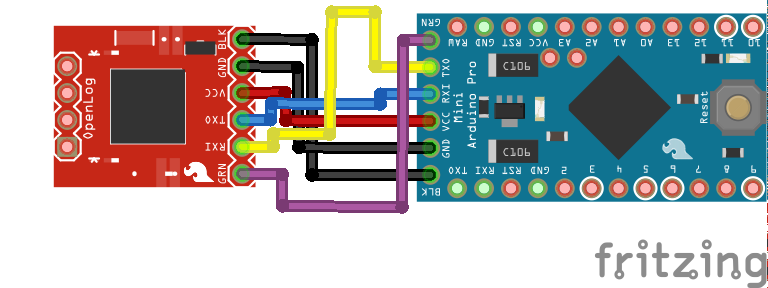 OpenLog
BLK
GND
VCC
TXO
RXI
GRN
GRN
TXO
RXI
VCC
GND
BLK
Arduino Pro
Mini
RAW
GND
RST
VCC
A3
A2
A1
A0
13
12
11
10
C106
C106
Reset
TXO
RXI
RST
GND
2
3
4
5
6
7
8
9
fritzing